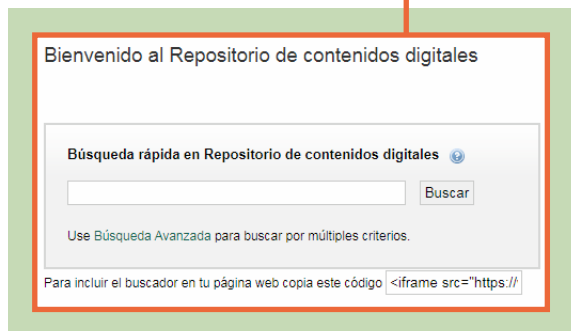 Bienvenido al Repositorio de contenidos digitales
Búsqueda rápida en Repositorio de contenidos digitales
Buscar
Use Búsqueda Avanzada para buscar por múltiples criterios.
Para incluir el buscador en tu página web copia este código <iframe src="https://